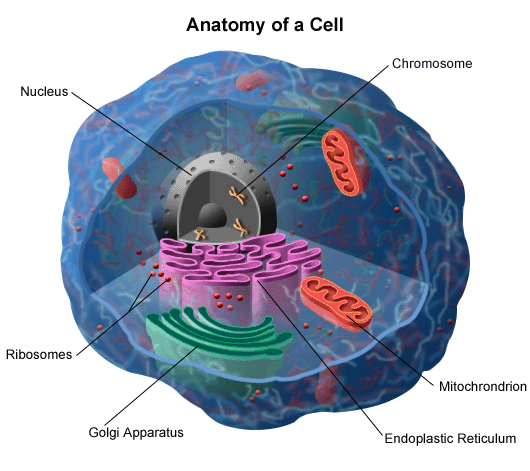 Anatomy of a Cell
Chromosome
Nucleus
Ribosomes
Mitochrondrion
Golgi Apparatus
Endoplastic Reticulum